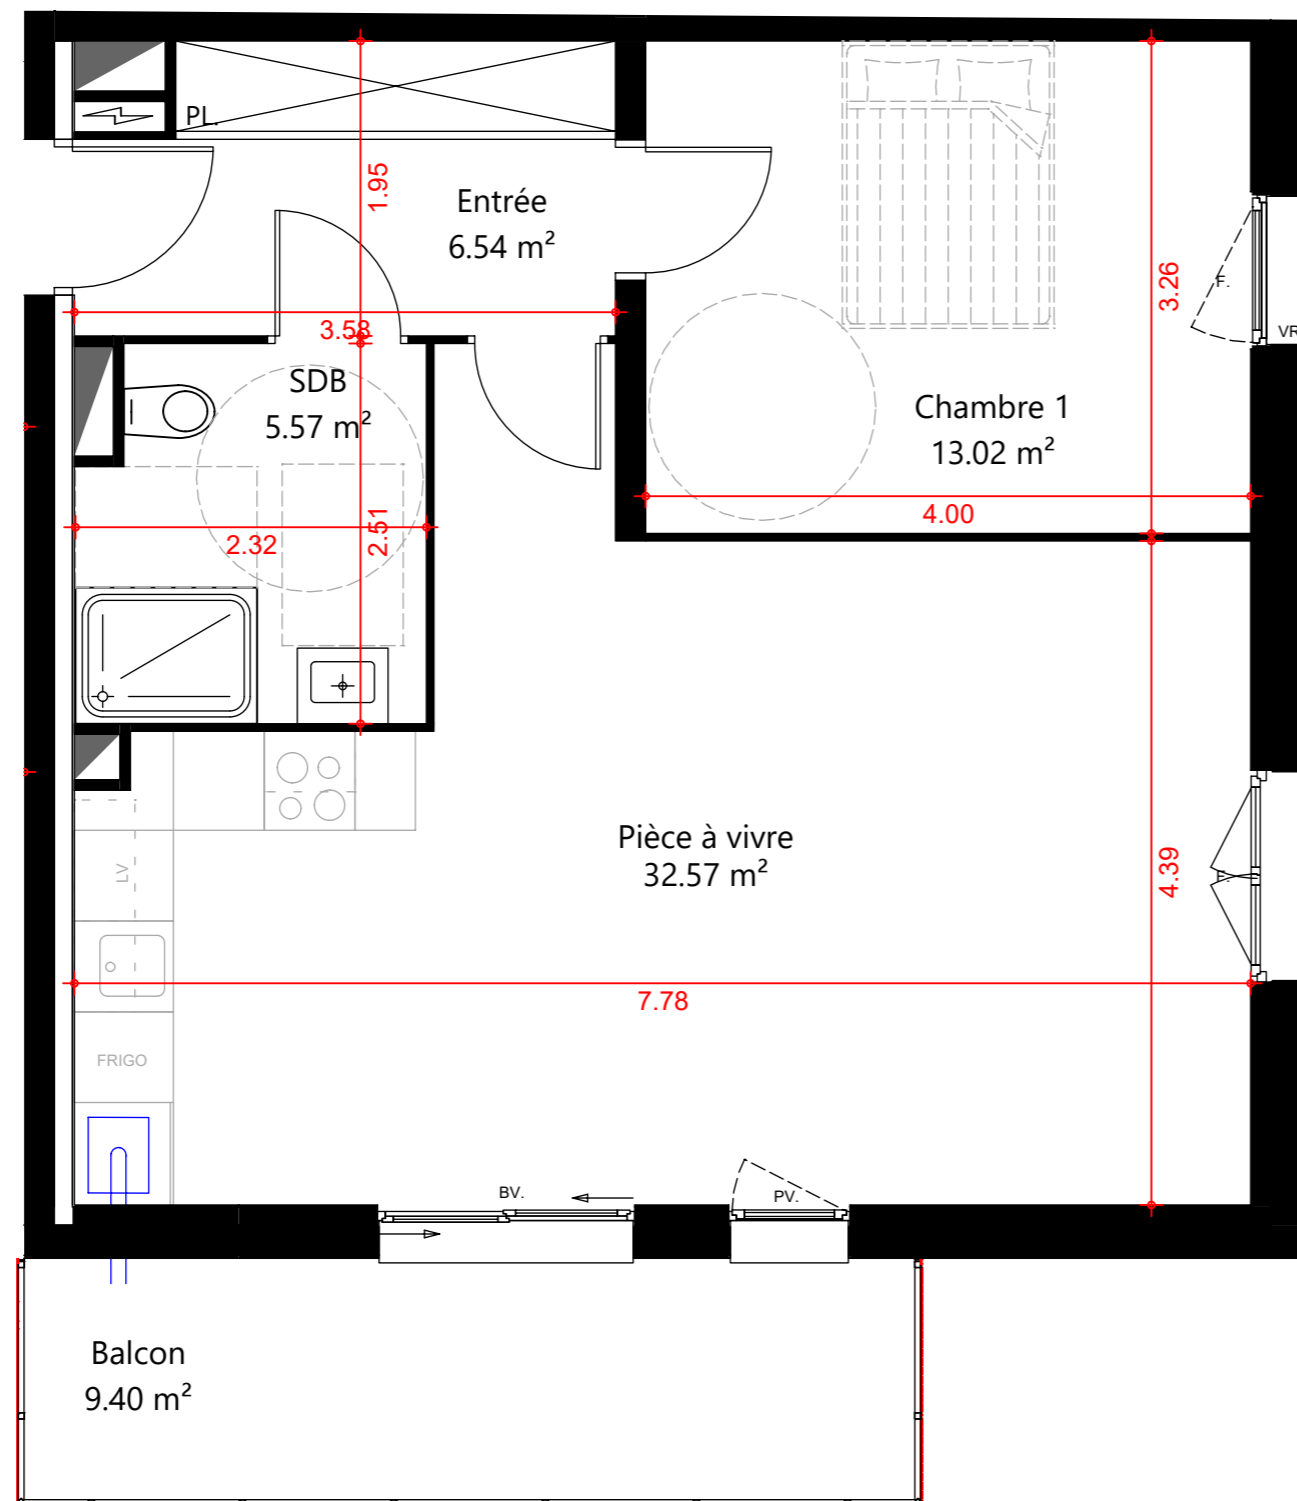 PL.
1.95
Entrée
6.54 m²
3.26
F.
VR
3.58
SDB
5.57 m²
Chambre 1
13.02 m²
4.00
2.32
2.51
Pièce à vivre
32.57 m²
4.39
F.
LV
7.78
FRIGO
BV.
PV.
Balcon
9.40 m²